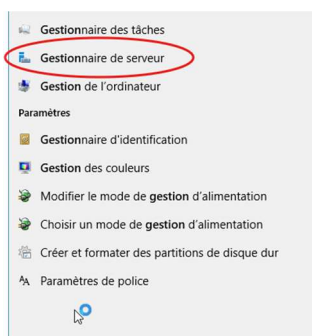 Gestionnaire des tâches
Gestionnaire de serveur
Gestion de l'ordinateur
Paramètres
Gestionnaire d'identification
Gestion des couleurs
Modifier le mode de gestion d'alimentation
Choisir un mode de gestion d'alimentation
Créer et formater des partitions de disque dur
Paramètres de police